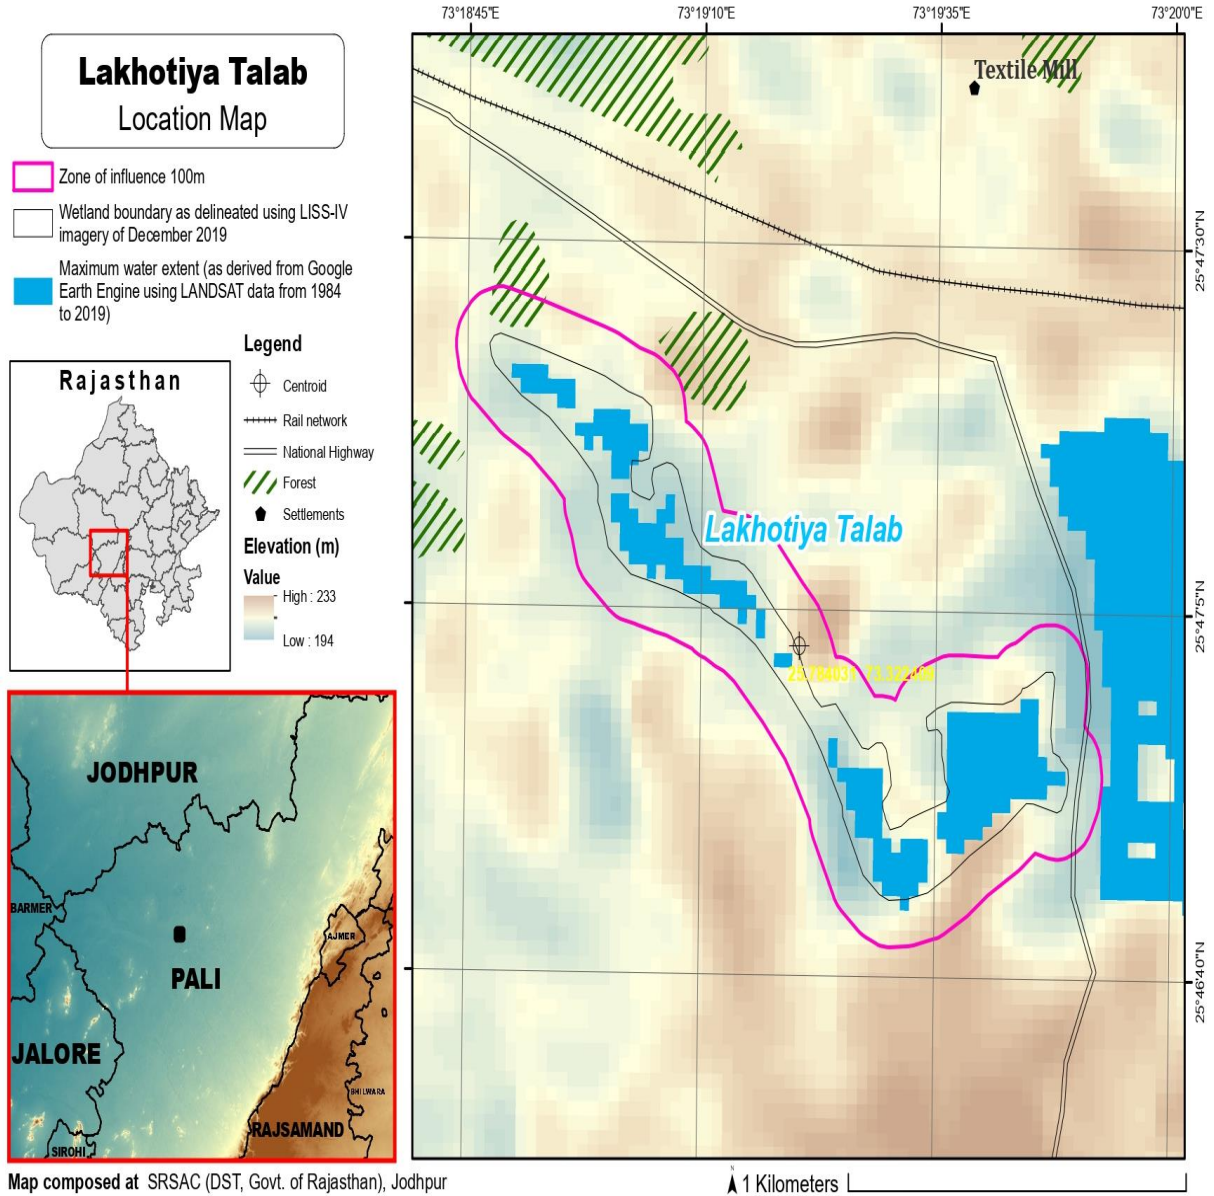 Lakhotiya Talab
Location Map
Zone of influence 100m
Wetland boundary as delineated using LISS-IV
imagery of December 2019
Maximum water extent (as derived from Google
Earth Engine using LANDSAT data from 1984
to 2019)
Rajasthan
Legend
Centroid
Rail network
National Highway
Forest
Settlements
Elevation (m)
Value
High : 233
Low : 194
JODHPUR
BARMER
AJMER
PALI
JALORE
BHILWARA
RAJSAMAND
SIROHI
73°18'45"E
73°19'10"E
73°19'35"E
73°20'0"E
Textile Mill
25°47'30"N
Lakhotiya Talab
25°47'5"N
25.784031
25°46'40"N
Map composed at SRSAC (DST, Govt. of Rajasthan), Jodhpur
N
1 Kilometers